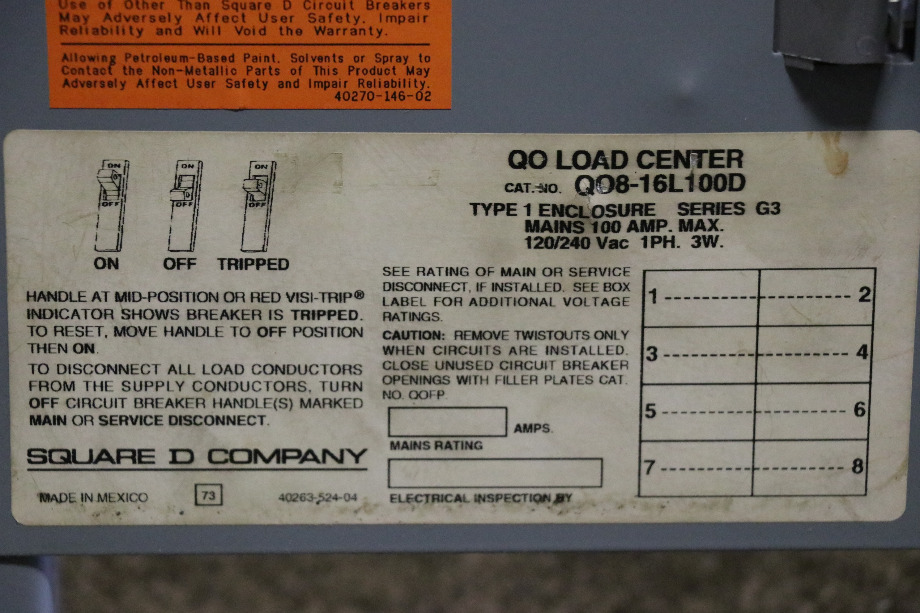 Use of Other Than Square D Circuit Breakers
May Adversely Affect User Safety, Impair
Reliability and Will Void the Warranty.
Allowing Petroleum-Based Paint, Solvents or Spray to
Contact the Non-Metallic Parts of This Product May
Adversely Affect User Safety and Impair Reliability.
40270-146-02
ON
OFF
ON
OFF
ON
OFF
ON OFF TRIPPED
HANDLE AT MID-POSITION OR RED VISI-TRIP®
INDICATOR SHOWS BREAKER IS TRIPPED.
TO RESET, MOVE HANDLE TO OFF POSITION
THEN ON.
TO DISCONNECT ALL LOAD CONDUCTORS
FROM THE SUPPLY CONDUCTORS, TURN
OFF CIRCUIT BREAKER HANDLE(S) MARKED
MAIN OR SERVICE DISCONNECT.
SQUARE D COMPANY
MADE IN MEXICO 73 40263-524-04
QO LOAD CENTER
CAT. NO. QO8-16L100D
TYPE 1 ENCLOSURE SERIES G3
MAINS 100 AMP. MAX.
120/240 Vac 1PH. 3W.
SEE RATING OF MAIN OR SERVICE
DISCONNECT, IF INSTALLED. SEE BOX
LABEL FOR ADDITIONAL VOLTAGE
RATINGS.
CAUTION: REMOVE TWISTOUTS ONLY
WHEN CIRCUITS ARE INSTALLED.
CLOSE UNUSED CIRCUIT BREAKER
OPENINGS WITH FILLER PLATES CAT.
NO. QOFP.
AMPS.
MAINS RATING
ELECTRICAL INSPECTION BY
1 2
3 4
5 6
7 8